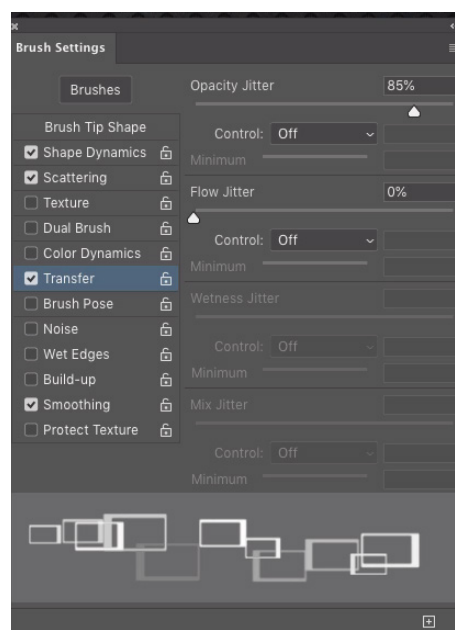 Brush Settings
Brushes
Brush Tip Shape
Shape Dynamics
Scattering
Texture
Dual Brush
Color Dynamics
Transfer
Brush Pose
Noise
Wet Edges
Build-up
Smoothing
Protect Texture
Opacity Jitter 85%
Control: Off
Minimum
Flow Jitter 0%
Control: Off
Minimum
Wetness Jitter
Control: Off
Minimum
Mix Jitter
Control: Off
Minimum